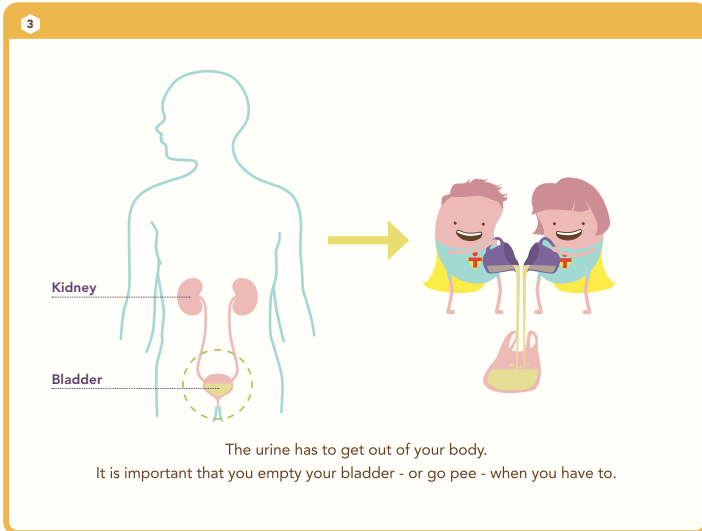 3
Kidney
Bladder
The urine has to get out of your body.
It is important that you empty your bladder - or go pee - when you have to.